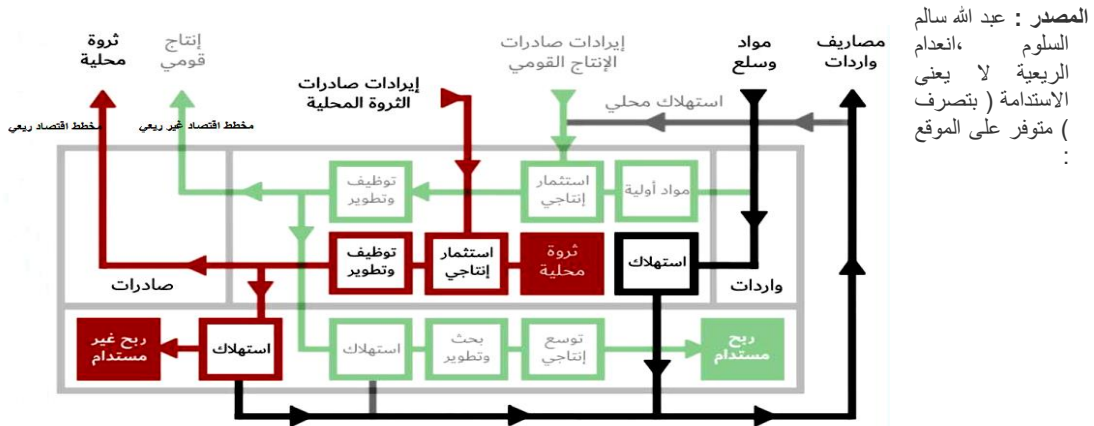 المصدر : عبد الله سالم
السلوم ،انعدام
الريعية لا يعنى
الاستدامة ( بتصرف
) متوفر على الموقع
:
مصاريف
واردات
مواد
وسلع
إيرادات صادرات
الإنتاج القومي
إنتاج
قومي
ثروة
محلية
إيرادات صادرات
الثروة المحلية
استهلاك محلي
مخطط اقتصاد غير ريعي
مخطط اقتصاد ريعي
مواد أولية
استثمار
إنتاجي
توظيف
وتطوير
استهلاك
ثروة
محلية
استثمار
إنتاجي
توظيف
وتطوير
واردات
صادرات
ربح
مستدام
توسع
إنتاجي
بحث
وتطوير
استهلاك
استهلاك
ربح غير
مستدام